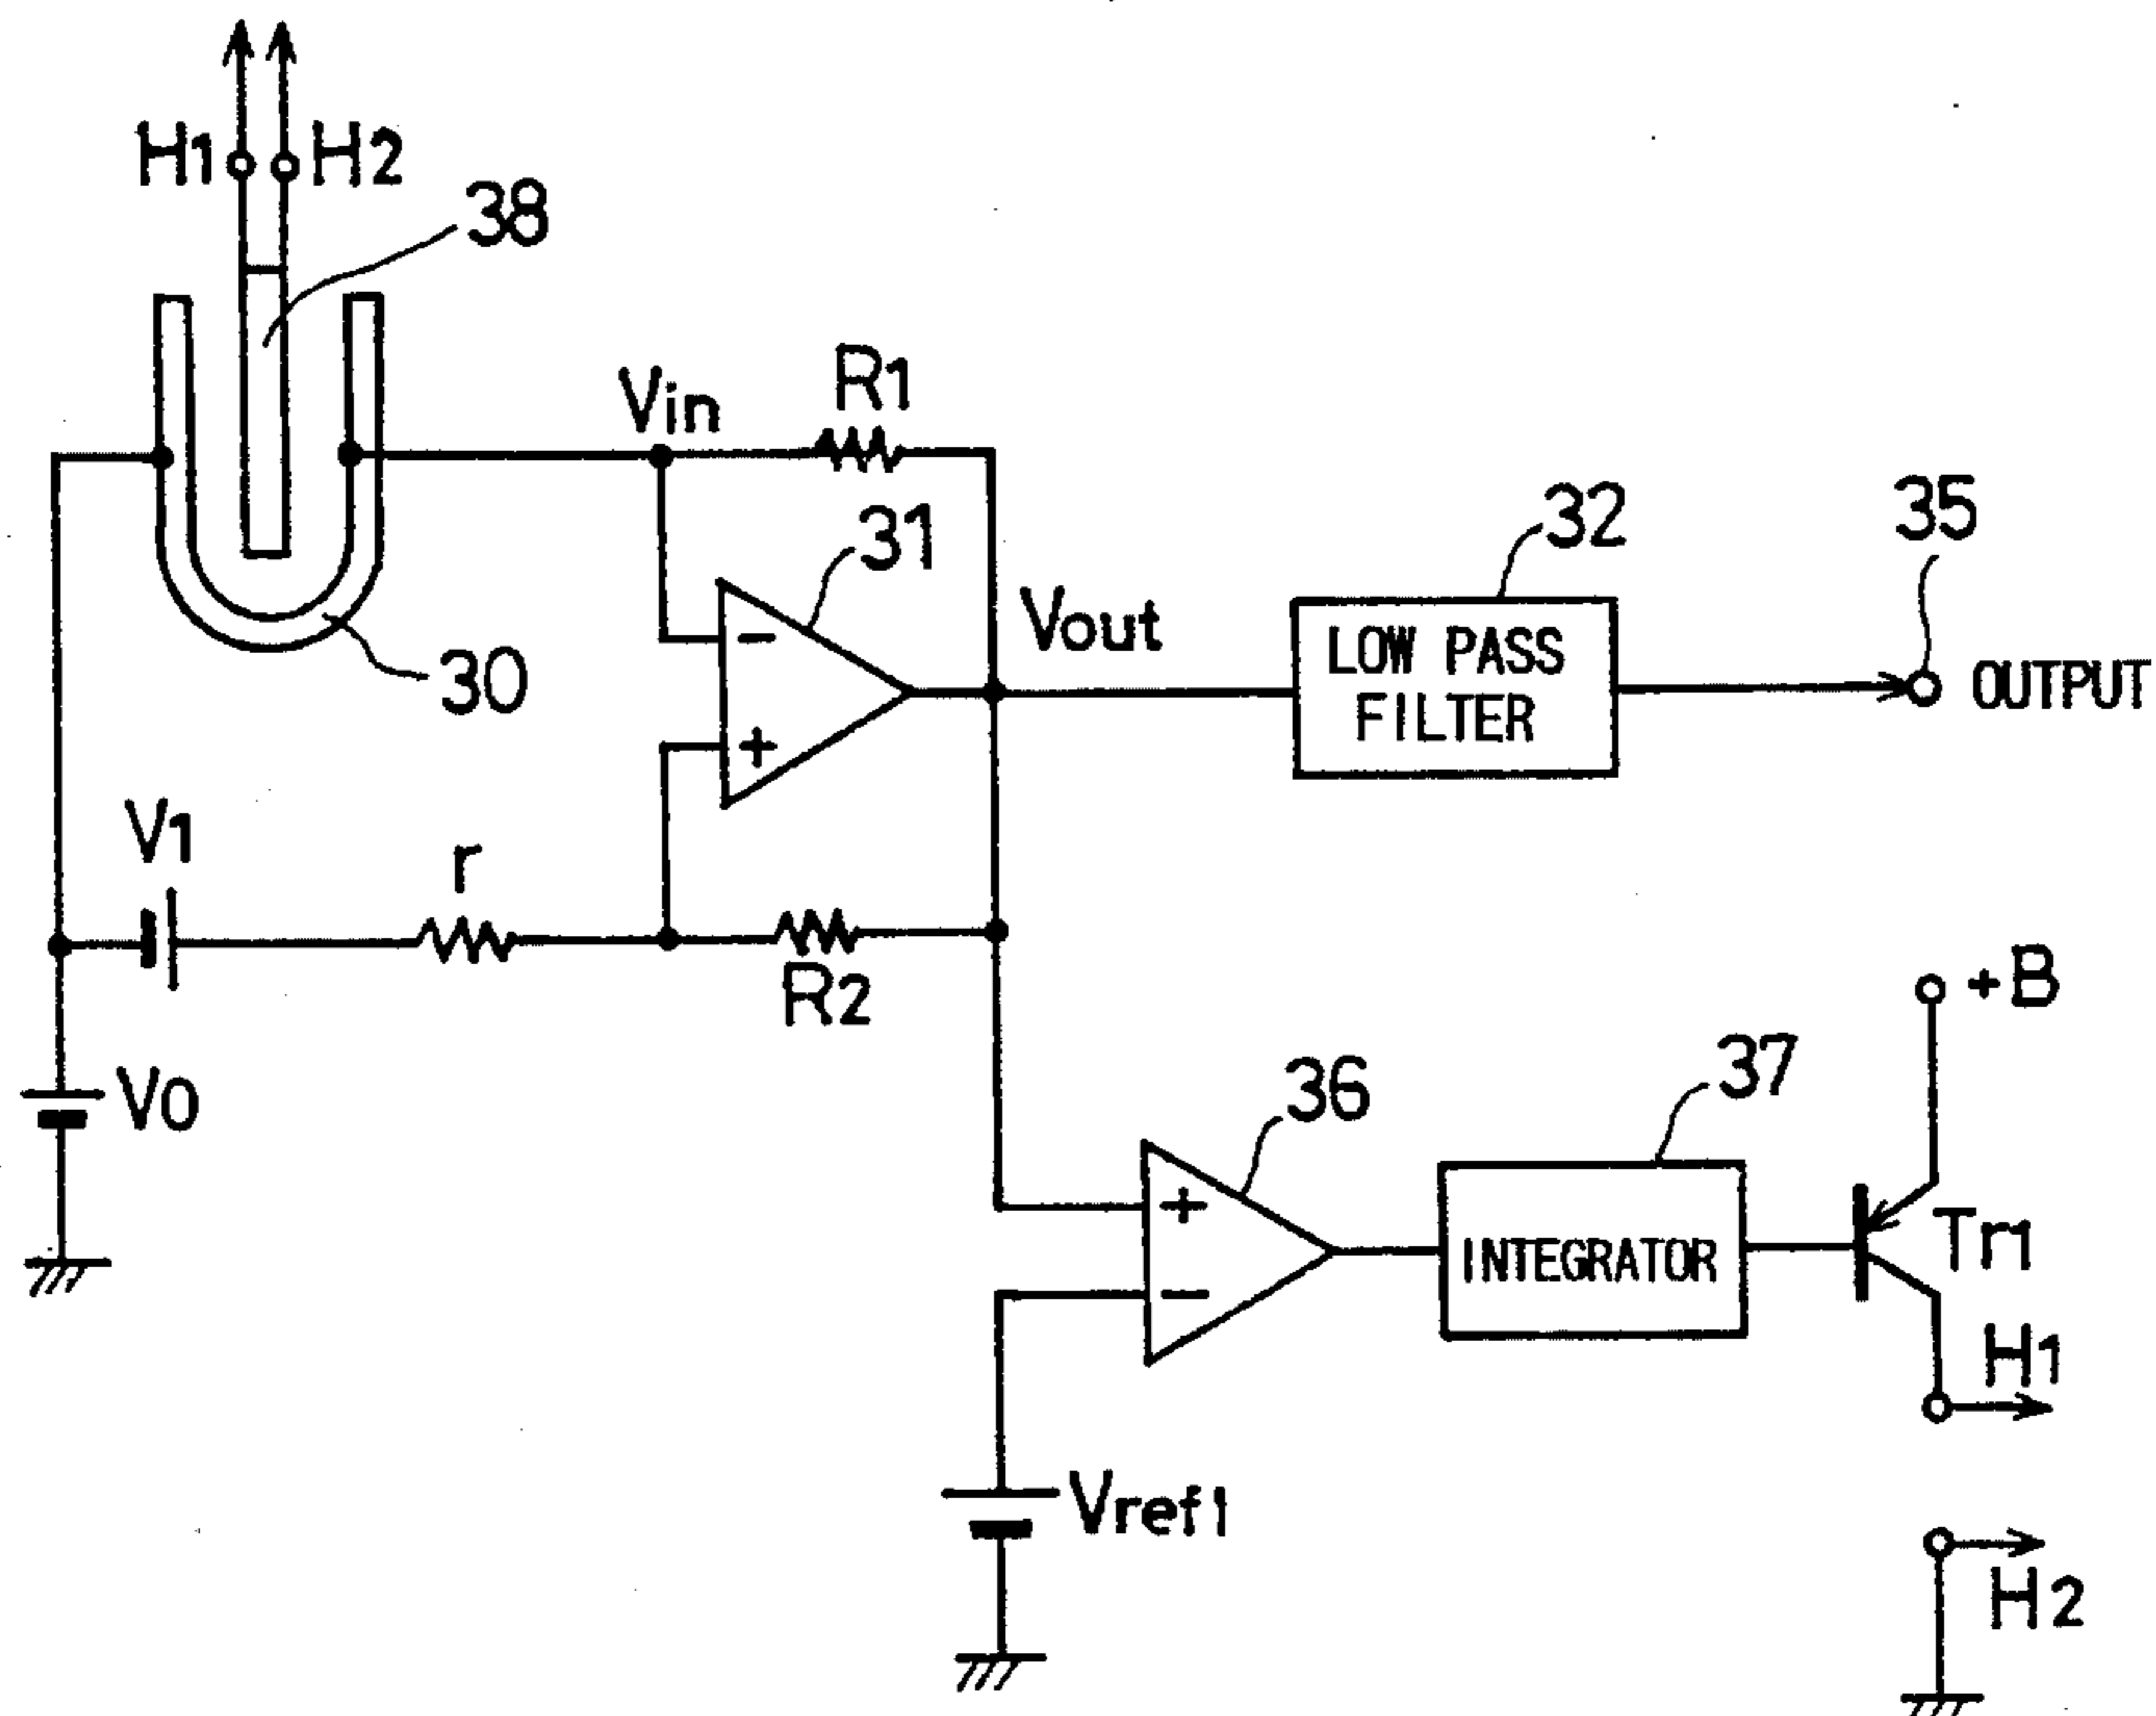 H1
H2
38
R1
Vin
31
32
35
Vout
LOW PASS
FILTER
OUTPUT
30
−
+
V1
r
R2
+B
V0
36
37
+
−
INTEGRATOR
Tr1
H1
Vref1
H2